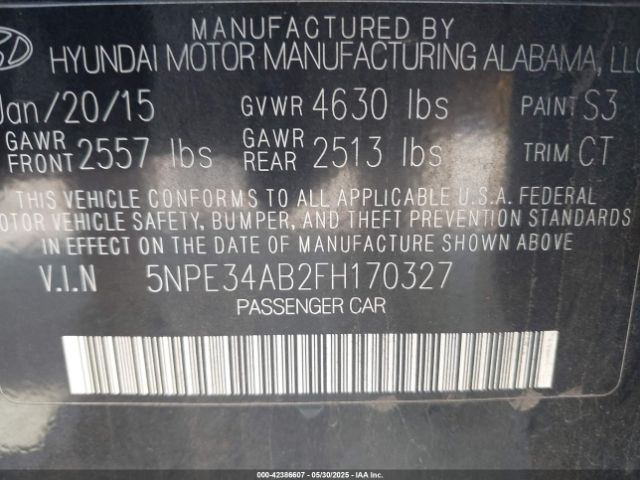 MANUFACTURED BY
HYUNDAI MOTOR MANUFACTURING ALABAMA, LLC
Jan/20/15 GVWR 4630 lbs PAINT S3
GAWR FRONT 2557 lbs GAWR REAR 2513 lbs TRIM CT
THIS VEHICLE CONFORMS TO ALL APPLICABLE U.S.A. FEDERAL
MOTOR VEHICLE SAFETY, BUMPER, AND THEFT PREVENTION STANDARDS
IN EFFECT ON THE DATE OF MANUFACTURE SHOWN ABOVE.
V.I.N 5NPE34AB2FH170327
PASSENGER CAR
000-42386607 - 05/30/2025 - IAAI.COM